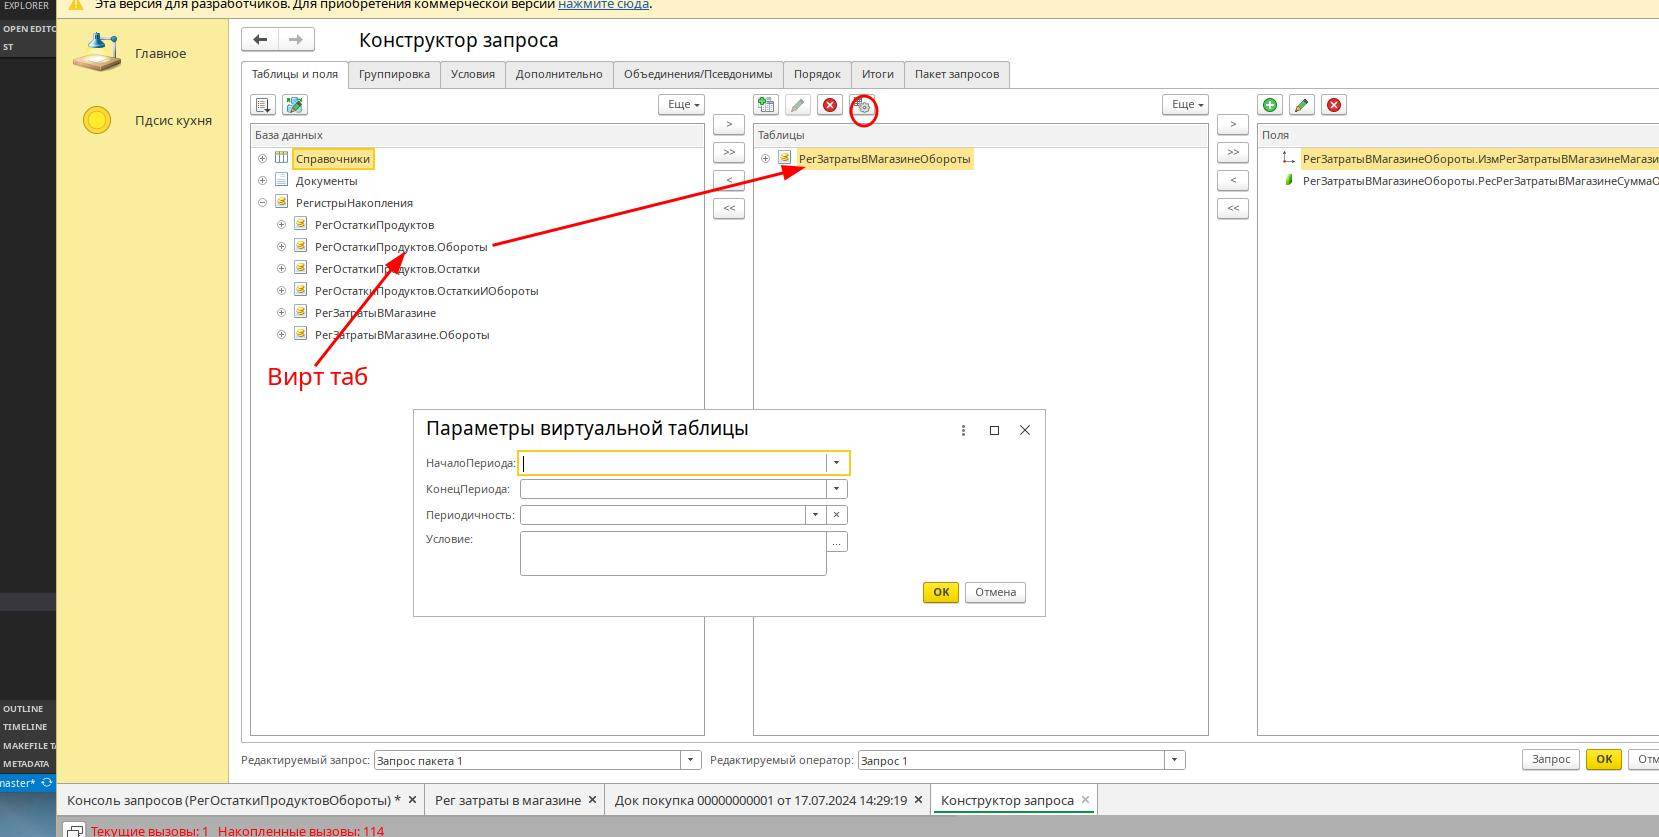 EXPLORER
Эта версия для разработчиков. Для приобретения коммерческой версии нажмите сюда.
OPEN EDITO
ST
Главное
Пдсис кухня
Конструктор запроса
Таблицы и поля
Группировка
Условия
Дополнительно
Объединения/Псевдонимы
Порядок
Итоги
Пакет запросов
Еще
Еще
База данных
Справочники
Документы
РегистрыНакопления
РегОстаткиПродуктов
РегОстаткиПродуктов.Обороты
РегОстаткиПродуктов.Остатки
РегОстаткиПродуктов.ОстаткиИОбороты
РегЗатратыВМагазине
РегЗатратыВМагазине.Обороты
Вирт таб
>
>>
<
<<
Таблицы
РегЗатратыВМагазинеОбороты
>
>>
<
<<
Поля
РегЗатратыВМагазинеОбороты.ИзмРегЗатратыВМагазинеМагази
РегЗатратыВМагазинеОбороты.РесРегЗатратыВМагазинеСуммаО
Параметры виртуальной таблицы
НачалоПериода:
КонецПериода:
Периодичность:
Условие:
...
ОК
Отмена
OUTLINE
TIMELINE
MAKEFILE TA
METADATA
master*
Редактируемый запрос: Запрос пакета 1
Редактируемый оператор: Запрос 1
Запрос
ОК
Отм
Консоль запросов (РегОстаткиПродуктовОбороты) *
Рег затраты в магазине
Док покупка 00000000001 от 17.07.2024 14:29:19
Конструктор запроса
Текущие вызовы: 1 Накопленные вызовы: 114